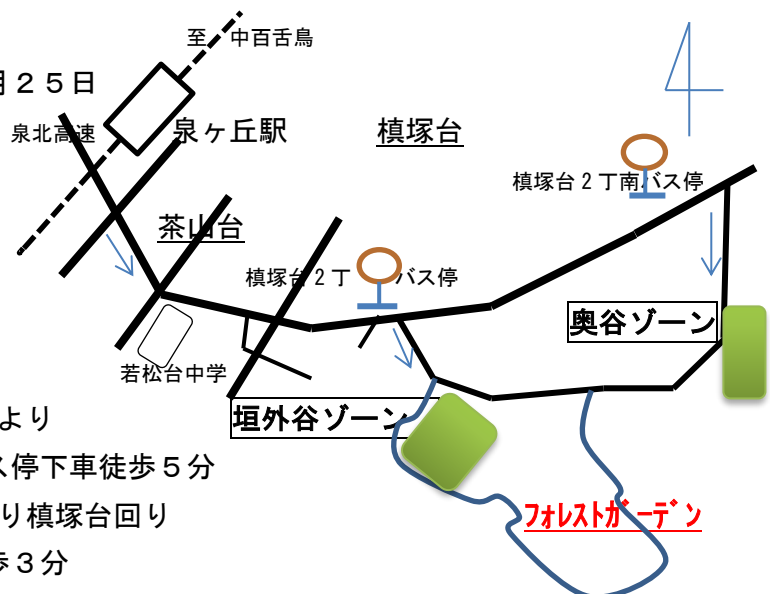 至　中百舌鳥
月２５日
泉北高速
泉ヶ丘駅
槙塚台
槙塚台２丁南バス停
茶山台
槙塚台２丁　バス停
奥谷ゾーン
若松台中学
垣外谷ゾーン
より
ス停下車徒歩５分
り槙塚台回り
歩３分
フォレストガーデン